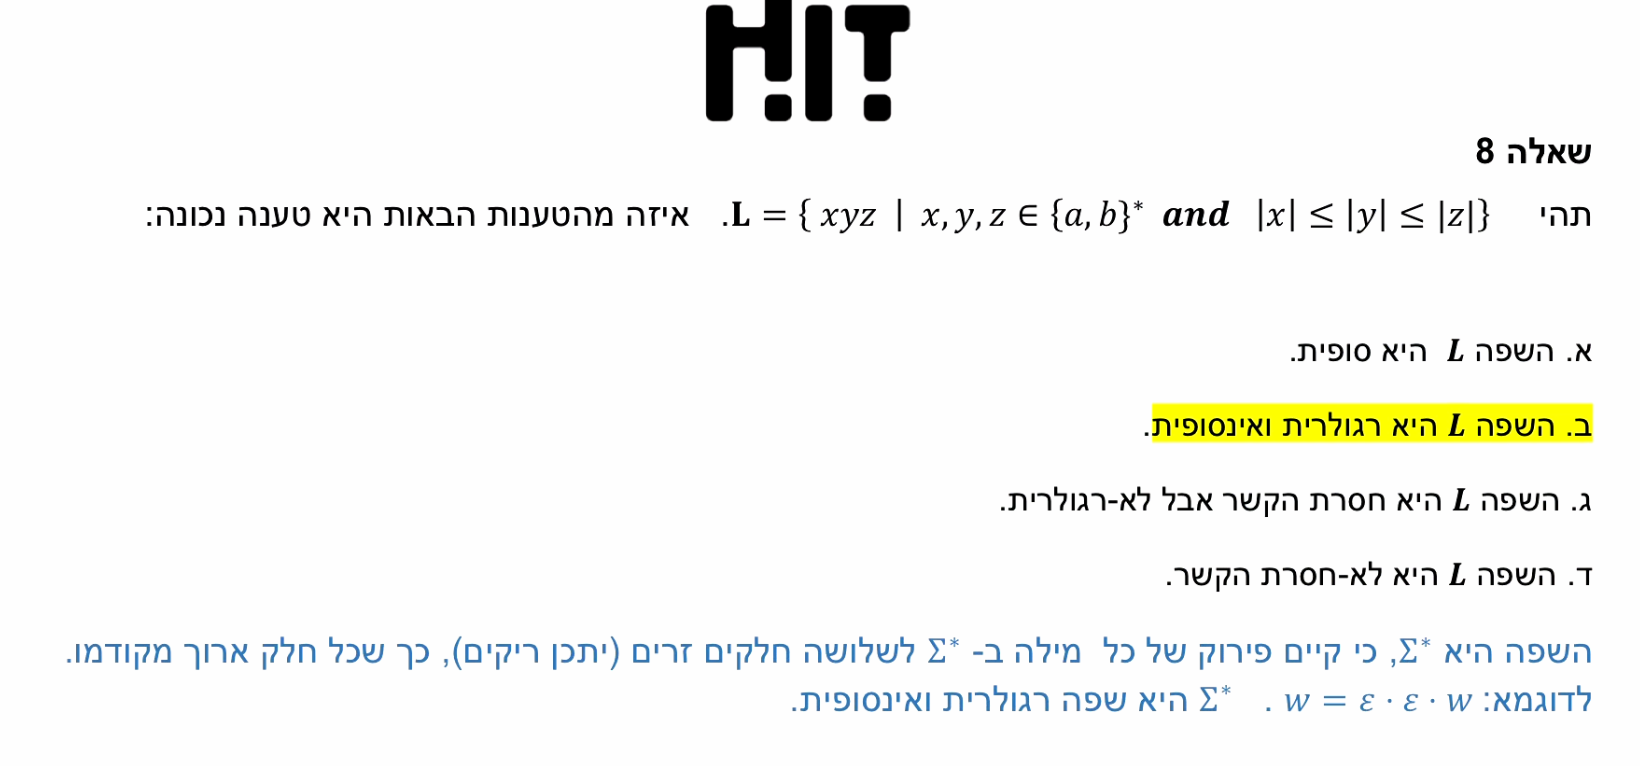 HIT
שאלה 8
תהי L = { xyz | x, y, z ∈ {a, b}* and |x| ≤ |y| ≤ |z|}. איזה מהטענות הבאות היא טענה נכונה:
א. השפה L היא סופית.
ב. השפה L היא רגולרית ואינסופית.
ג. השפה L היא חסרת הקשר אבל לא-רגולרית.
ד. השפה L היא לא-חסרת הקשר.
השפה היא Σ*, כי קיים פירוק של כל מילה ב- Σ* לשלושה חלקים זרים (יתכן ריקים), כך שכל חלק ארוך מקודמו.
לדוגמא: w = ε · ε · w . Σ* היא שפה רגולרית ואינסופית.